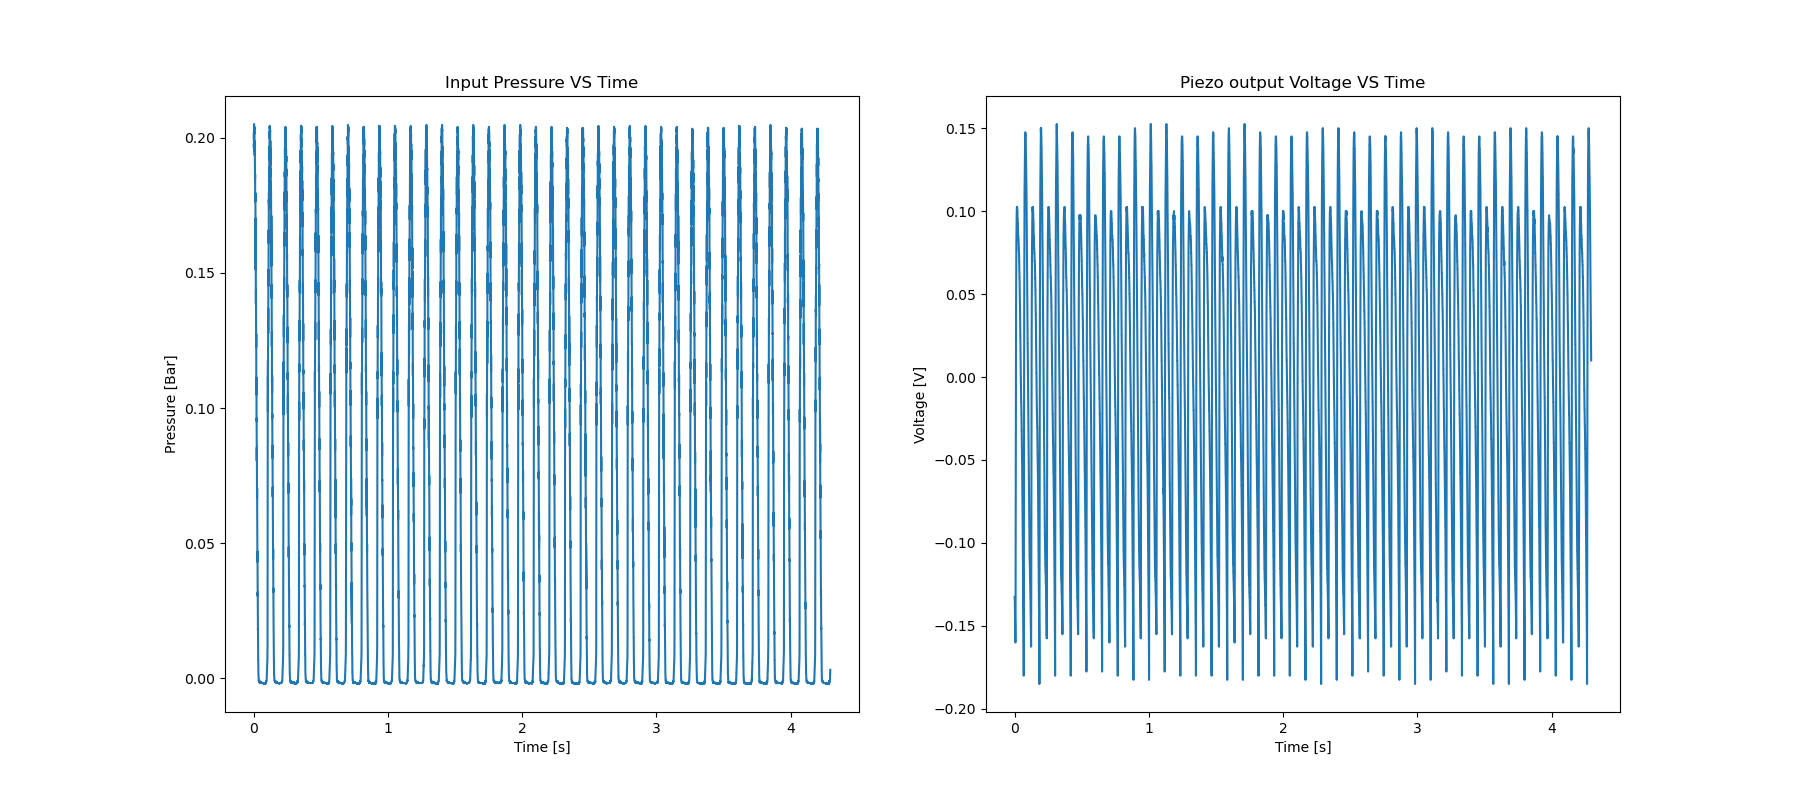 Input Pressure VS Time
0.20
0.15
0.10
0.05
0.00
Pressure [Bar]
0 1 2 3 4
Time [s]
Piezo output Voltage VS Time
0.15
0.10
0.05
0.00
−0.05
−0.10
−0.15
−0.20
Voltage [V]
0 1 2 3 4
Time [s]